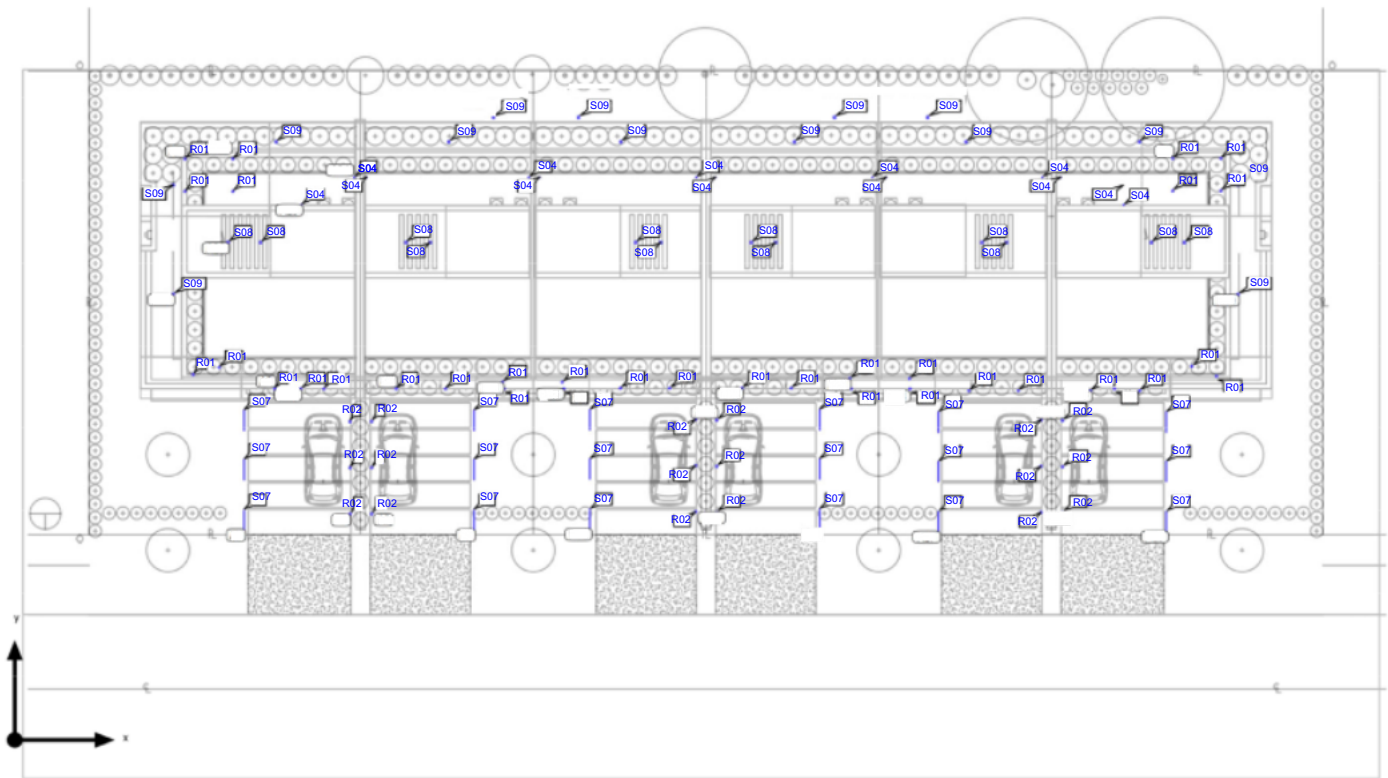 S09 S09 S09 S09
S09 S09 S09 S09 S09 S09
R01 R01 R01 R01
S04 S04 S04 S04 S04 S09
R01 R01 S04 S04 S04 S04 S04 R01 R01
S09 S04 S04 S04
S08 S08 S08 S08 S08 S08 S08 S08
S08 S08 S08 S08
S09 S09
R01 R01 R01 R01 R01
R01 R01 R01 R01 R01 R01 R01 R01 R01 R01 R01 R01 R01 R01 R01 R01
R01 R01 R01
S07 S07 S07 S07 S07 S07
R02 R02 R02 R02
R02 R02
S07 S07 S07 S07 S07 S07
R02 R02 R02 R02
R02 R02
S07 S07 S07 S07 S07 S07
R02 R02 R02 R02
R02 R02
y
x